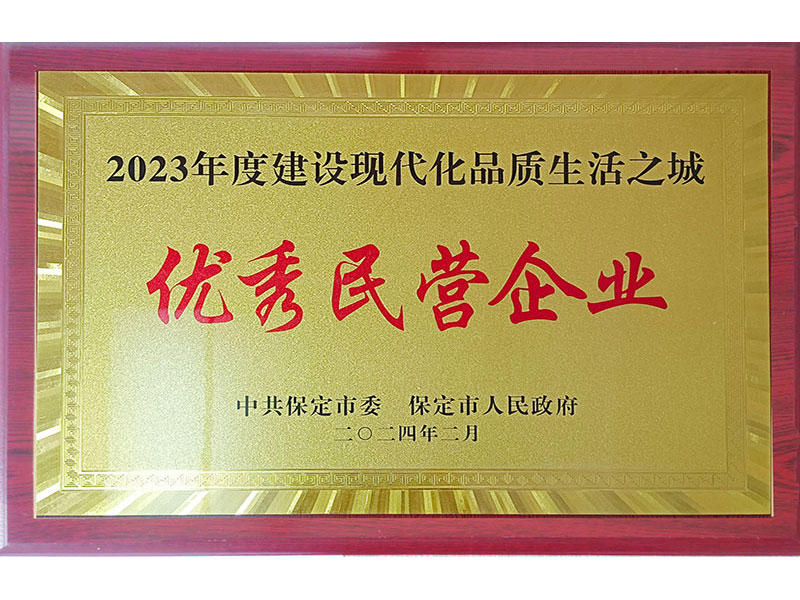 2023年度建设现代化品质生活之城
优秀民营企业
中共保定市委 保定市人民政府
二〇二四年二月